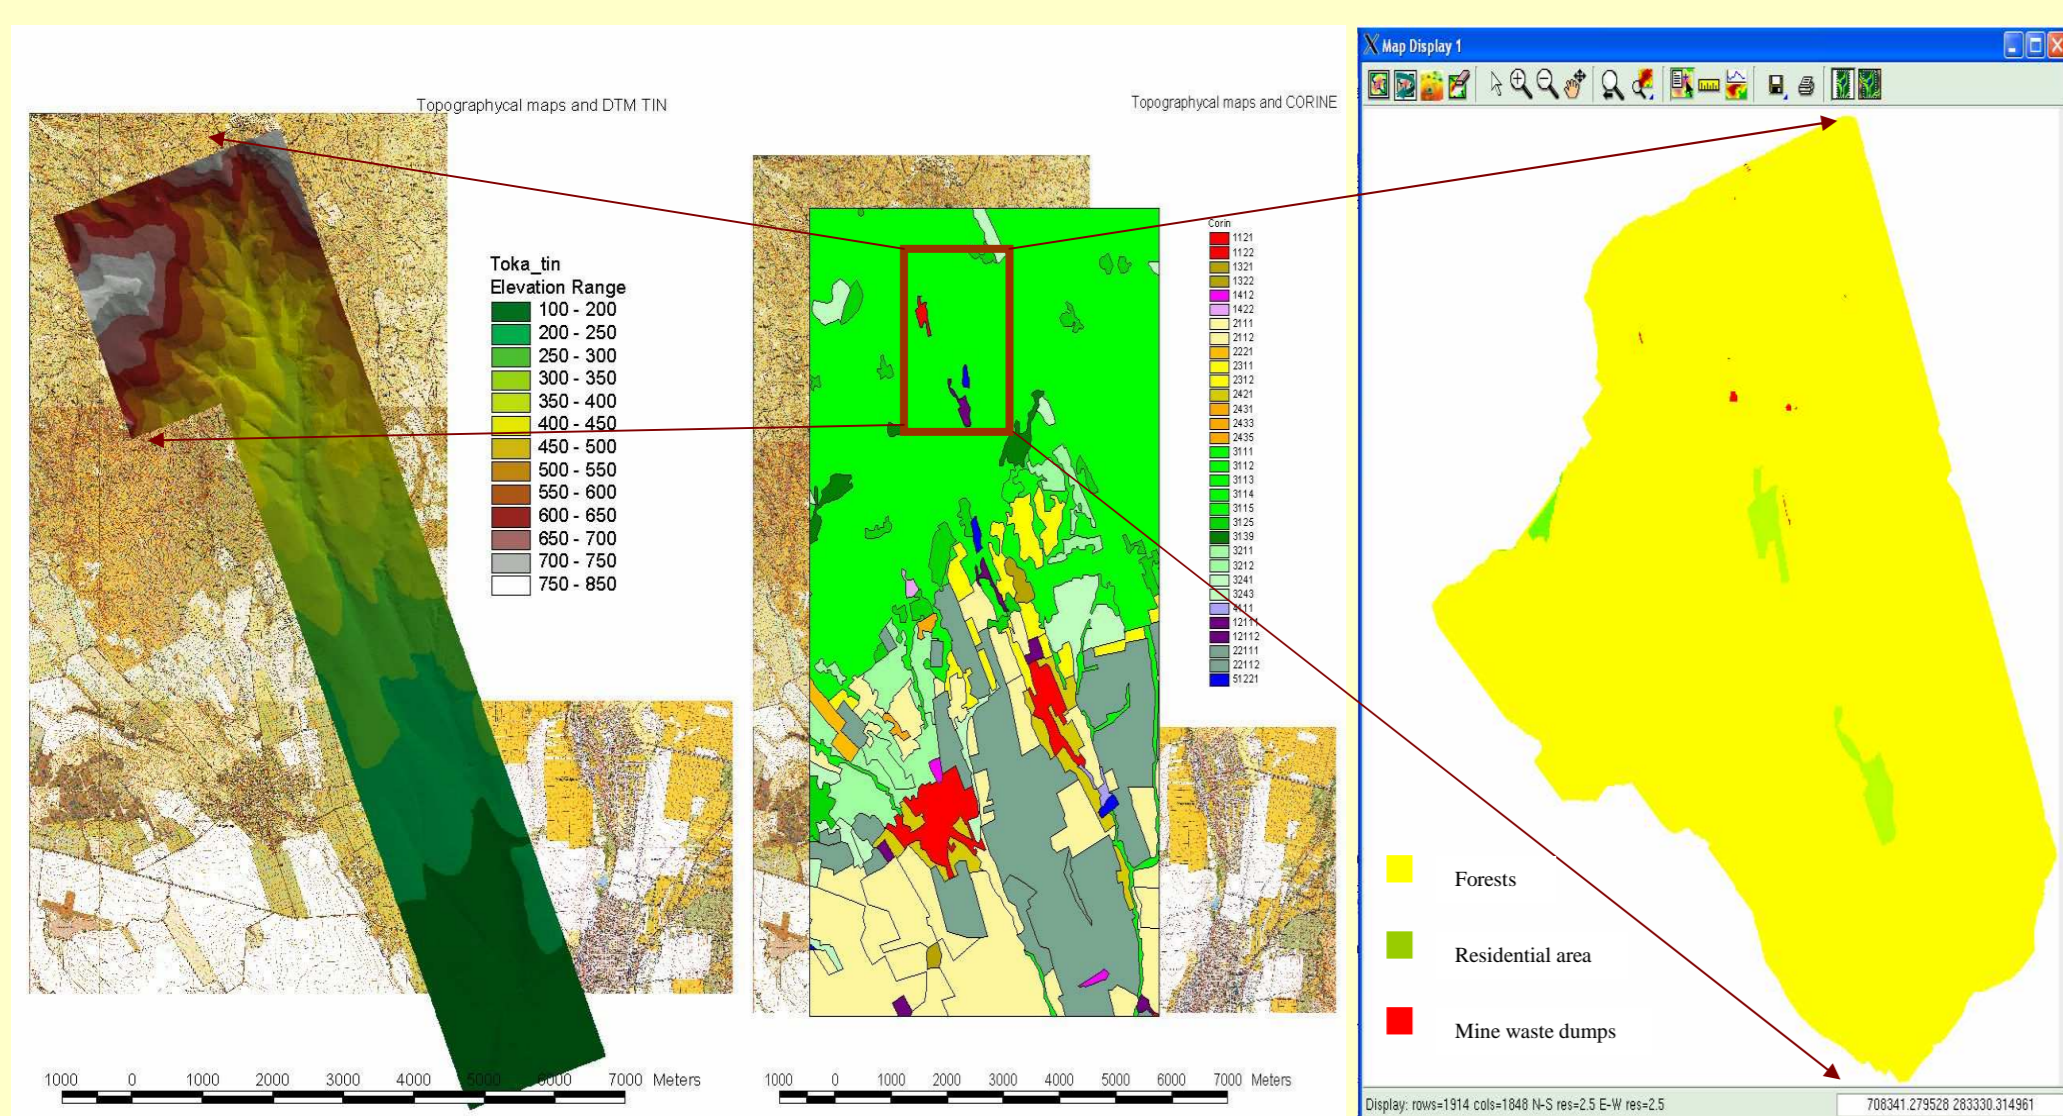 Topographycal maps and DTM TIN
Toka_tin
Elevation Range
100 - 200
200 - 250
250 - 300
300 - 350
350 - 400
400 - 450
450 - 500
500 - 550
550 - 600
600 - 650
650 - 700
700 - 750
750 - 850
1000 0 1000 2000 3000 4000 5000 6000 7000 Meters
Topographycal maps and CORINE
Corin
1121
1122
1321
1322
1412
1422
2111
2112
2221
2311
2312
2421
2431
2433
2435
3111
3112
3113
3114
3115
3125
3139
3211
3212
3241
3243
4111
12111
12112
22111
22112
51221
1000 0 1000 2000 3000 4000 5000 6000 7000 Meters
Map Display 1
Forests
Residential area
Mine waste dumps
Display: rows=1914 cols=1848 N-S res=2.5 E-W res=2.5
708341.279528 283330.314961